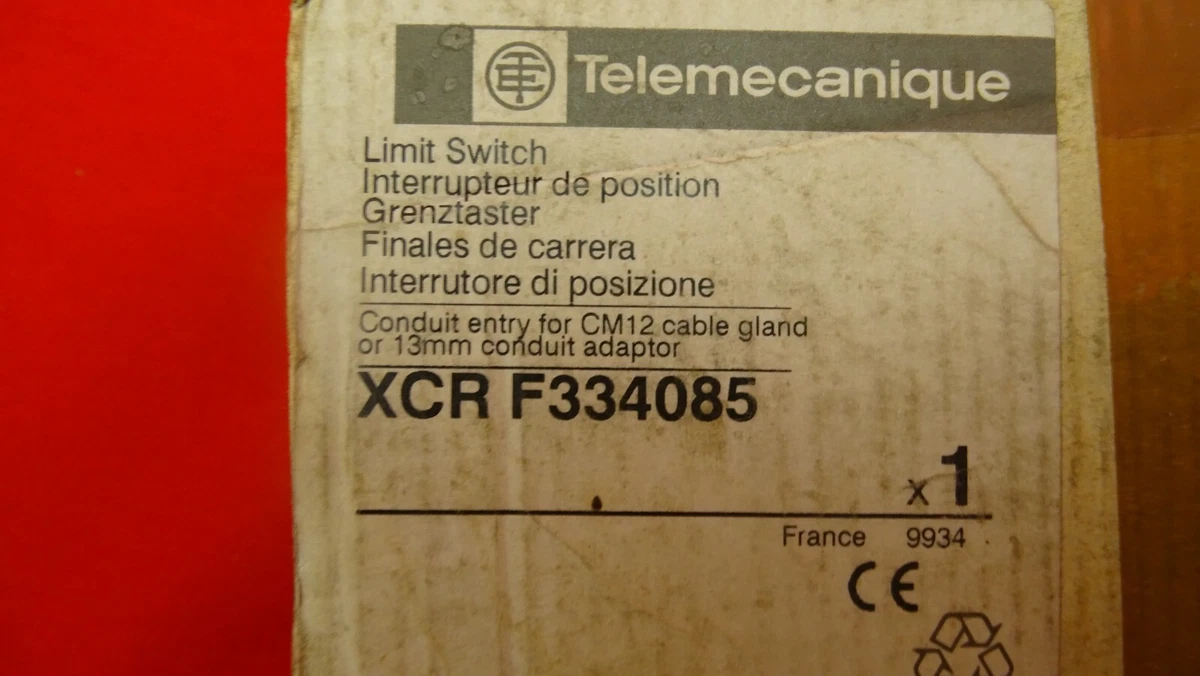 Telemecanique
Limit Switch
Interrupteur de position
Grenztaster
Finales de carrera
Interrutore di posizione
Conduit entry for CM12 cable gland
or 13mm conduit adaptor
XCR F334085
x 1
France 9934
CE